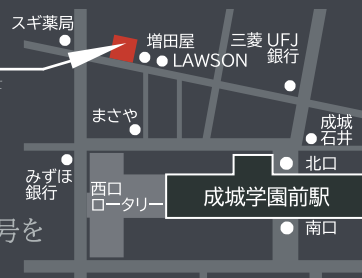 スギ薬局
増田屋
LAWSON
三菱 UFJ
銀行
まさや
成城
石井
みずほ
銀行
西口
ロータリー
北口
成城学園前駅
南口
号を